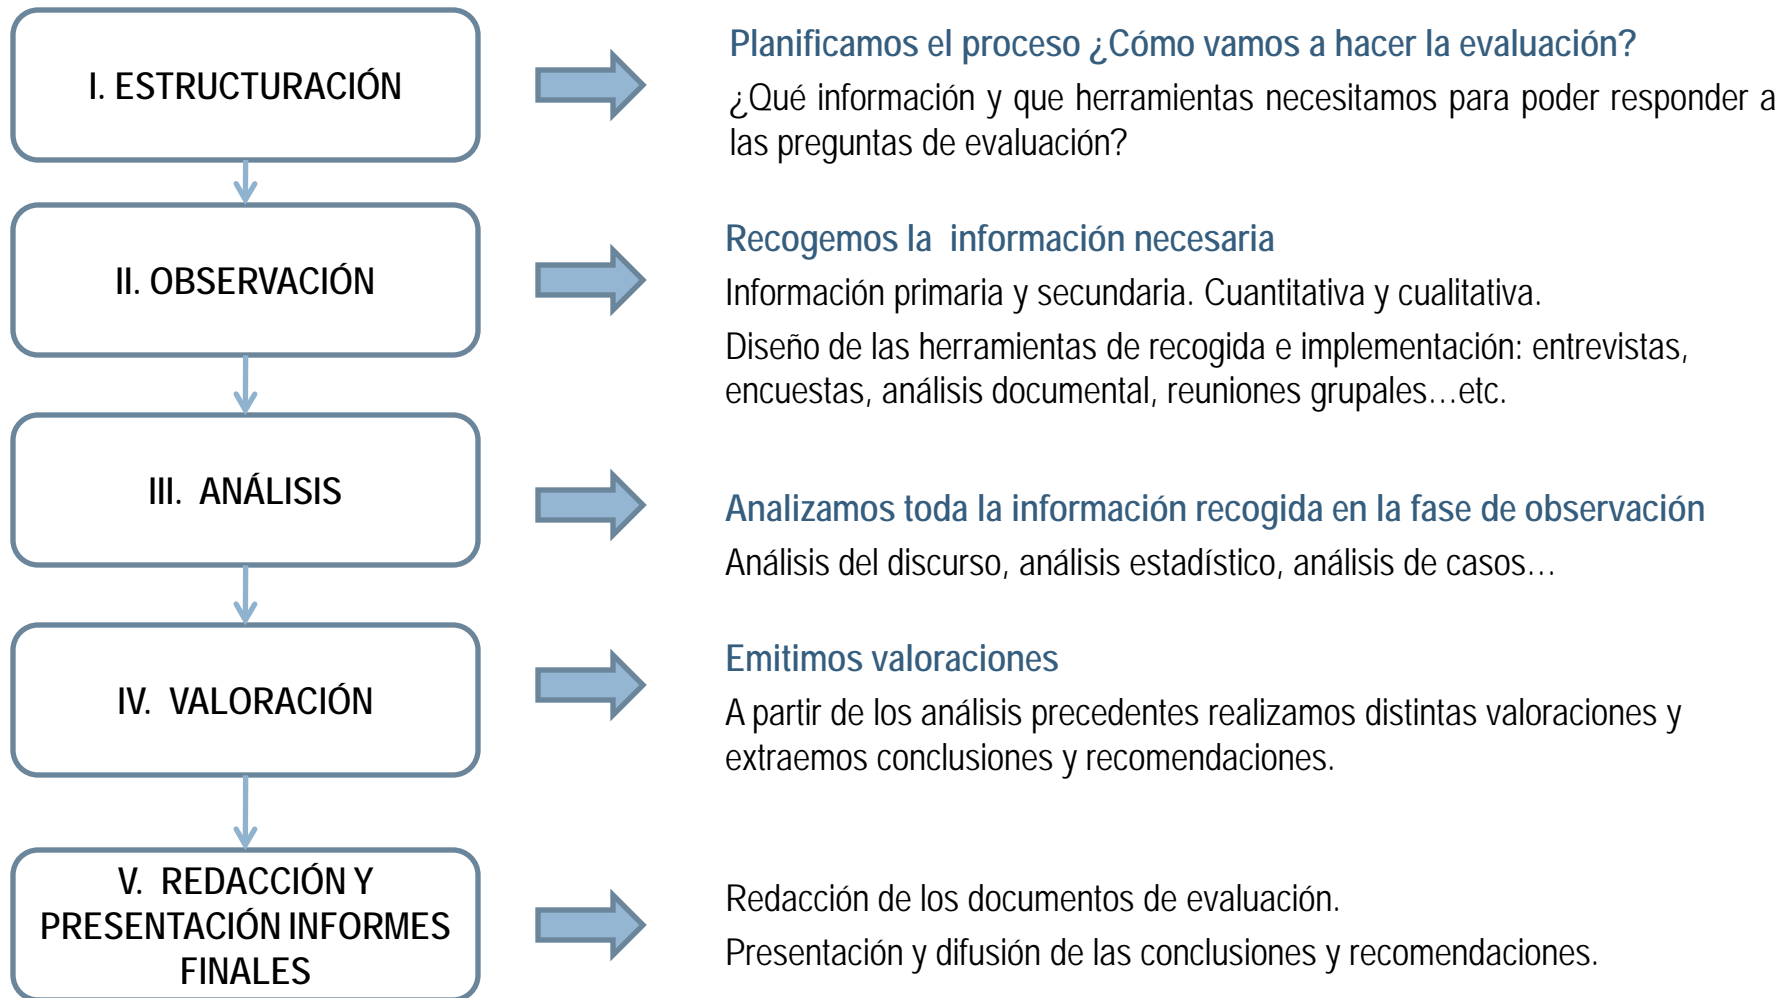 I. ESTRUCTURACIÓN
Planificamos el proceso ¿Cómo vamos a hacer la evaluación?
¿Qué información y que herramientas necesitamos para poder responder a
las preguntas de evaluación?
II. OBSERVACIÓN
Recogemos la información necesaria
Información primaria y secundaria. Cuantitativa y cualitativa.
Diseño de las herramientas de recogida e implementación: entrevistas,
encuestas, análisis documental, reuniones grupales…etc.
III. ANÁLISIS
Analizamos toda la información recogida en la fase de observación
Análisis del discurso, análisis estadístico, análisis de casos…
IV. VALORACIÓN
Emitimos valoraciones
A partir de los análisis precedentes realizamos distintas valoraciones y
extraemos conclusiones y recomendaciones.
V. REDACCIÓN Y
PRESENTACIÓN INFORMES
FINALES
Redacción de los documentos de evaluación.
Presentación y difusión de las conclusiones y recomendaciones.